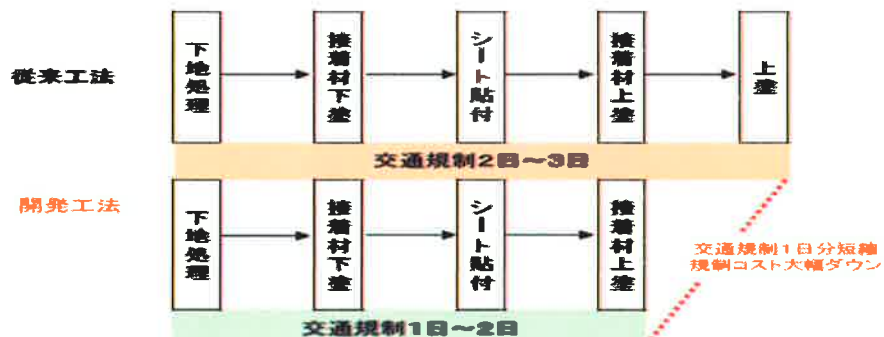 従来工法
下地処理
接着材下塗
シート貼付
接着材上塗
上塗
交通規制2日～3日
開発工法
下地処理
接着材下塗
シート貼付
接着材上塗
交通規制1日分短縮
規制コスト大幅ダウン
交通規制1日～2日